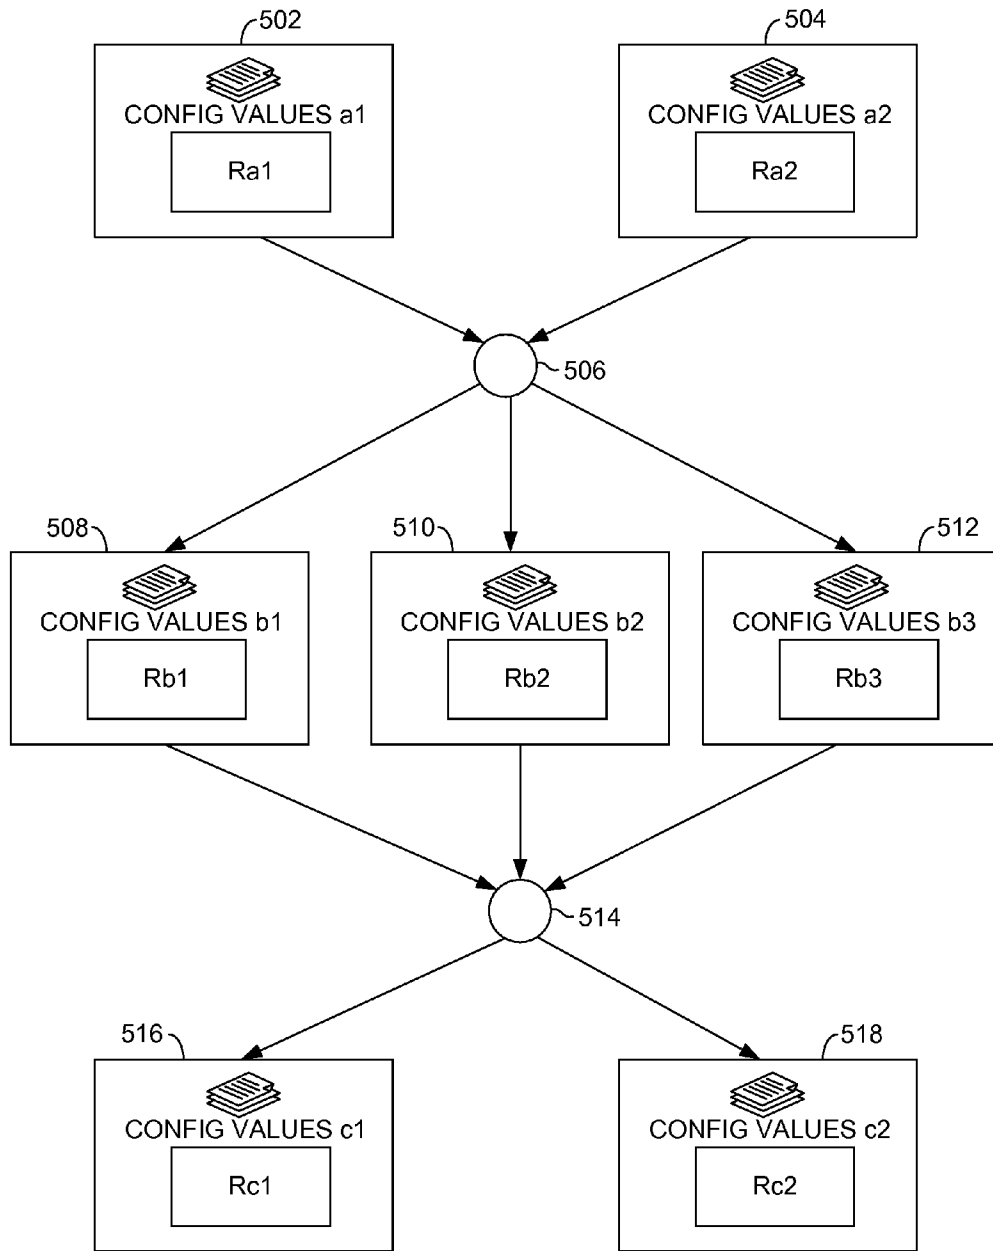 502
504
CONFIG VALUES a1
CONFIG VALUES a2
Ra1
Ra2
506
508
510
512
CONFIG VALUES b1
CONFIG VALUES b2
CONFIG VALUES b3
Rb1
Rb2
Rb3
514
516
518
CONFIG VALUES c1
CONFIG VALUES c2
Rc1
Rc2